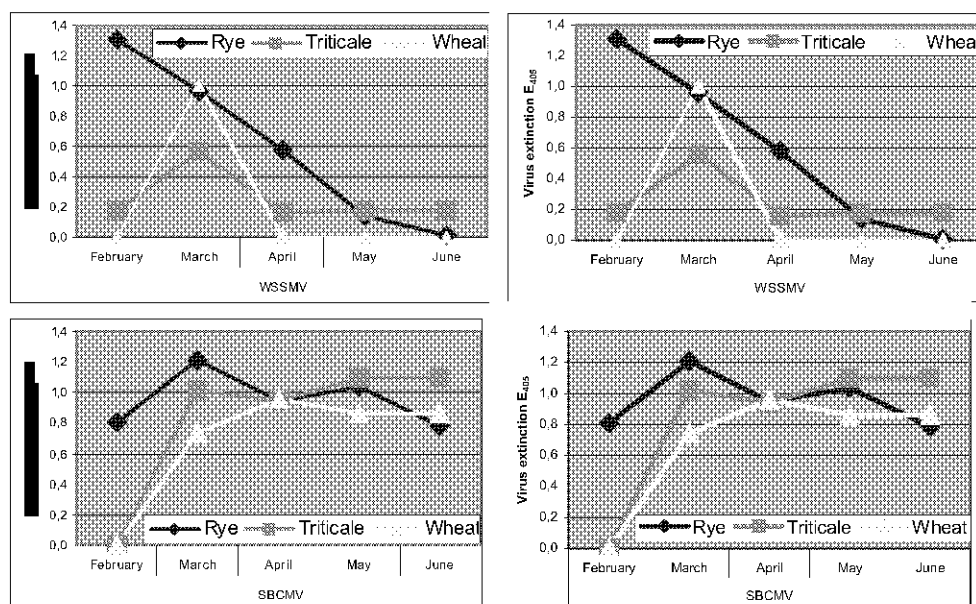 1,4
Rye Triticale Wheat
1,2
1,0
0,8
0,6
0,4
0,2
0,0
February March April May June
WSSMV
Virus extinction E405
1,4
Rye Triticale Wheat
1,2
1,0
0,8
0,6
0,4
0,2
0,0
February March April May June
WSSMV
1,4
1,2
1,0
0,8
0,6
0,4
0,2
Rye Triticale Wheat
0,0
February March April May June
SBCMV
Virus extinction E405
1,4
1,2
1,0
0,8
0,6
0,4
0,2
Rye Triticale Wheat
0,0
February March April May June
SBCMV